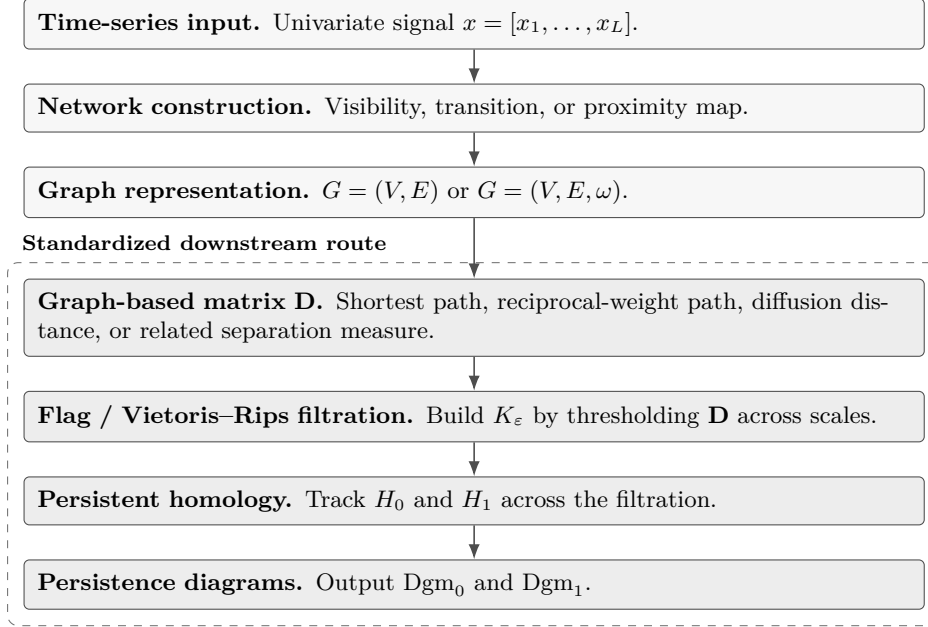 Time-series input. Univariate signal x = [x₁, . . . , x_L].
Network construction. Visibility, transition, or proximity map.
Graph representation. G = (V, E) or G = (V, E, ω).
Standardized downstream route
Graph-based matrix D. Shortest path, reciprocal-weight path, diffusion dis-
tance, or related separation measure.
Flag / Vietoris–Rips filtration. Build K_ε by thresholding D across scales.
Persistent homology. Track H₀ and H₁ across the filtration.
Persistence diagrams. Output Dgm₀ and Dgm₁.